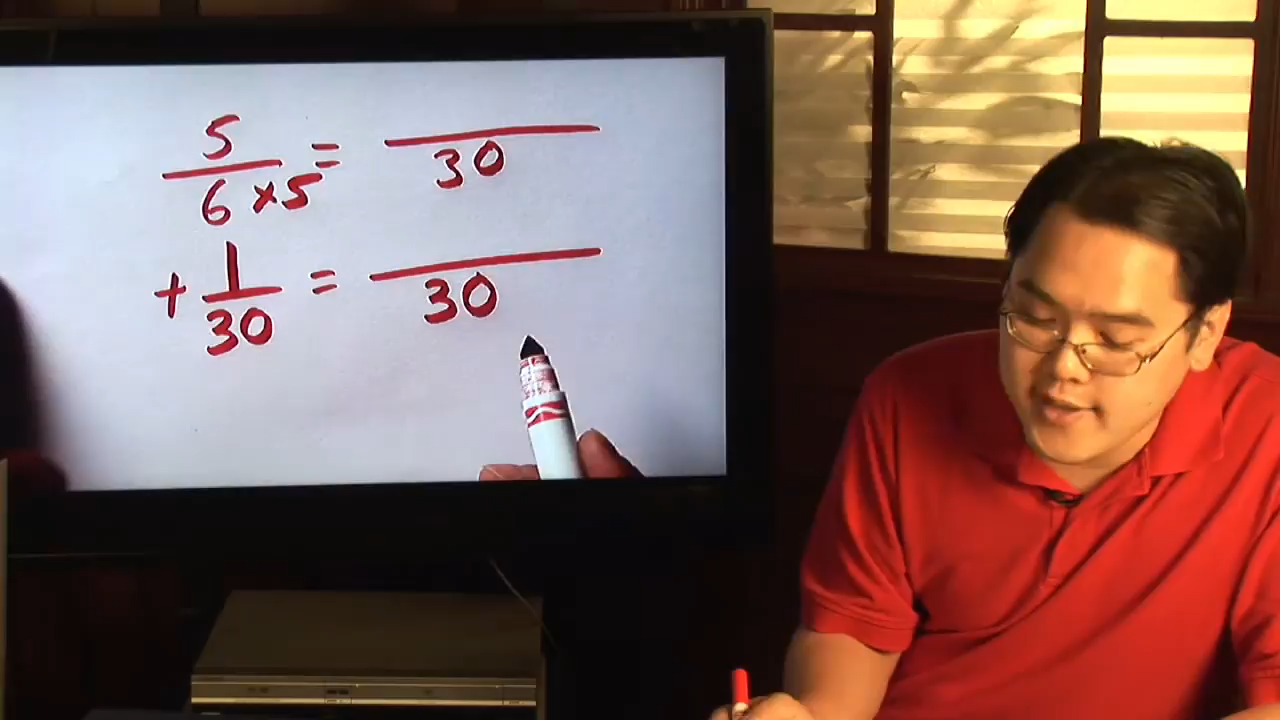 5 =
6 ×5 30
+ 1 =
30 30